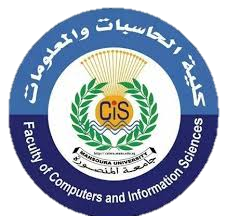 كلية الحاسبات والمعلومات
CiS
MANSOURA UNIVERSITY
جامعة المنصورة
Faculty of Computers and Information Sciences